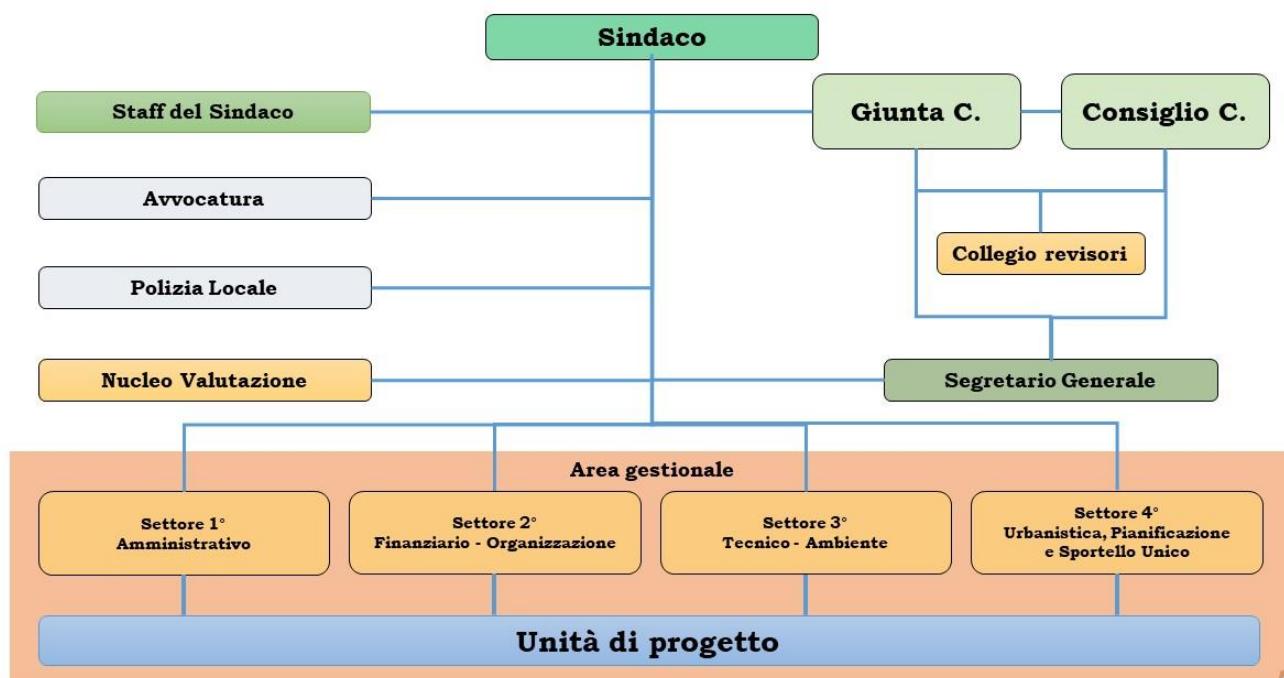 Sindaco
Staff del Sindaco
Giunta C.
Consiglio C.
Avvocatura
Collegio revisori
Polizia Locale
Nucleo Valutazione
Segretario Generale
Area gestionale
Settore 1°
Amministrativo
Settore 2°
Finanziario - Organizzazione
Settore 3°
Tecnico - Ambiente
Settore 4°
Urbanistica, Pianificazione
e Sportello Unico
Unità di progetto